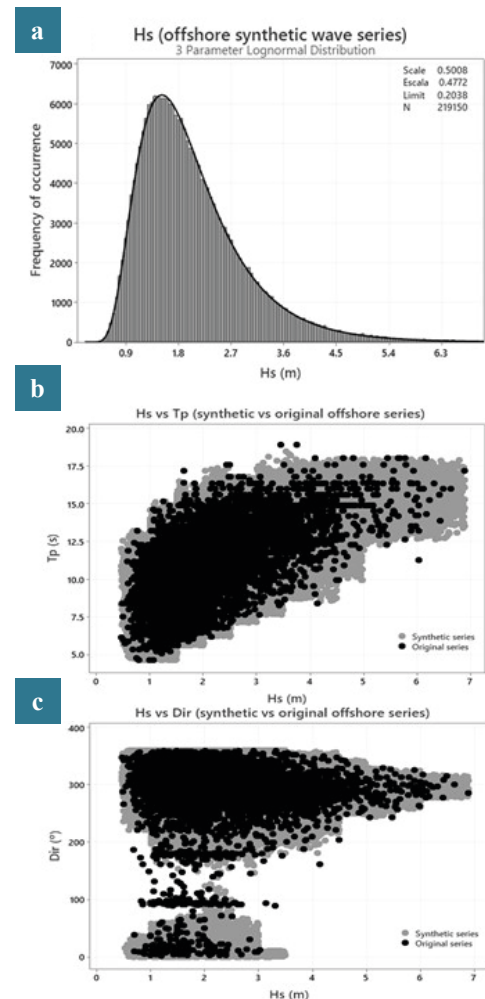 a
Hs (offshore synthetic wave series)
3 Parameter Lognormal Distribution
Scale 0.5008
Escala 0.4772
Limit 0.2038
N 219150
Frequency of occurrence
7000
6000
5000
4000
3000
2000
1000
0
0.9 1.8 2.7 3.6 4.5 5.4 6.3
Hs (m)
b
Hs vs Tp (synthetic vs original offshore series)
Tp (s)
20.0
17.5
15.0
12.5
10.0
7.5
5.0
Synthetic series
Original series
0 1 2 3 4 5 6 7
Hs (m)
c
Hs vs Dir (synthetic vs original offshore series)
Dir (º)
400
300
200
100
0
Synthetic series
Original series
0 1 2 3 4 5 6 7
Hs (m)